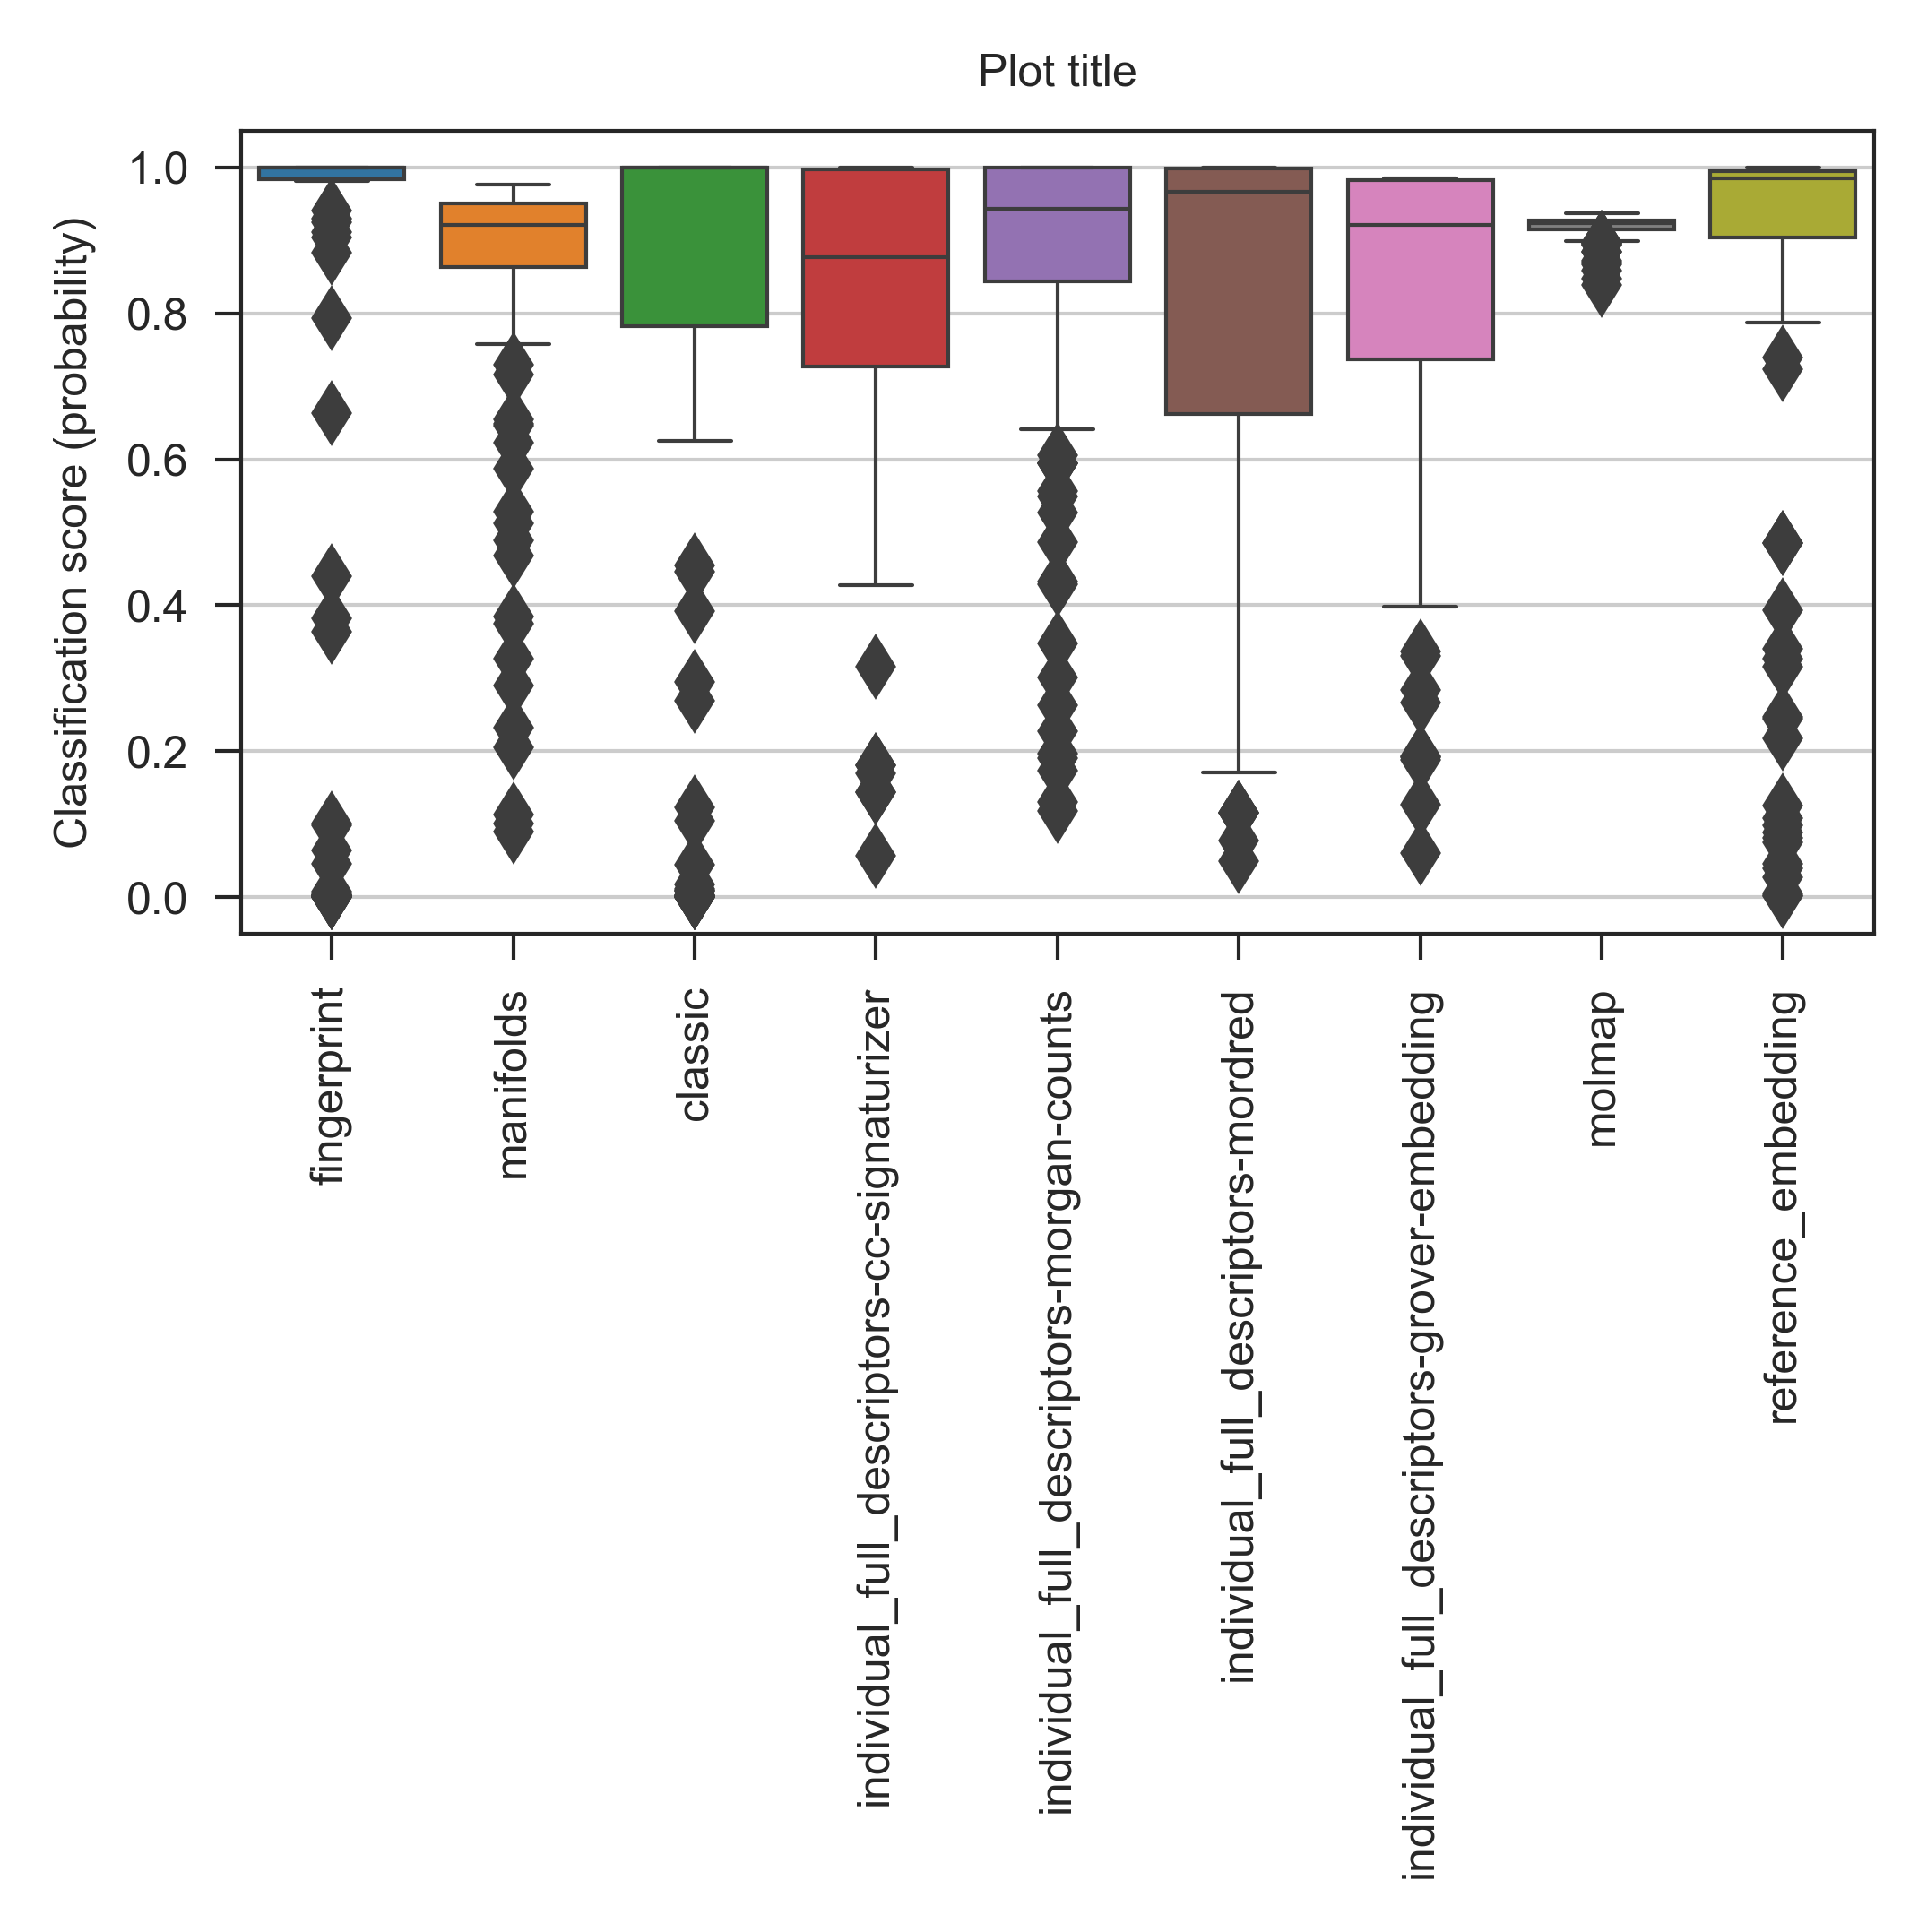 Plot title
Classification score (probability)
1.0
0.8
0.6
0.4
0.2
0.0
fingerprint
manifolds
classic
individual_full_descriptors-cc-signaturizer
individual_full_descriptors-morgan-counts
individual_full_descriptors-mordred
individual_full_descriptors-grover-embedding
molmap
reference_embedding